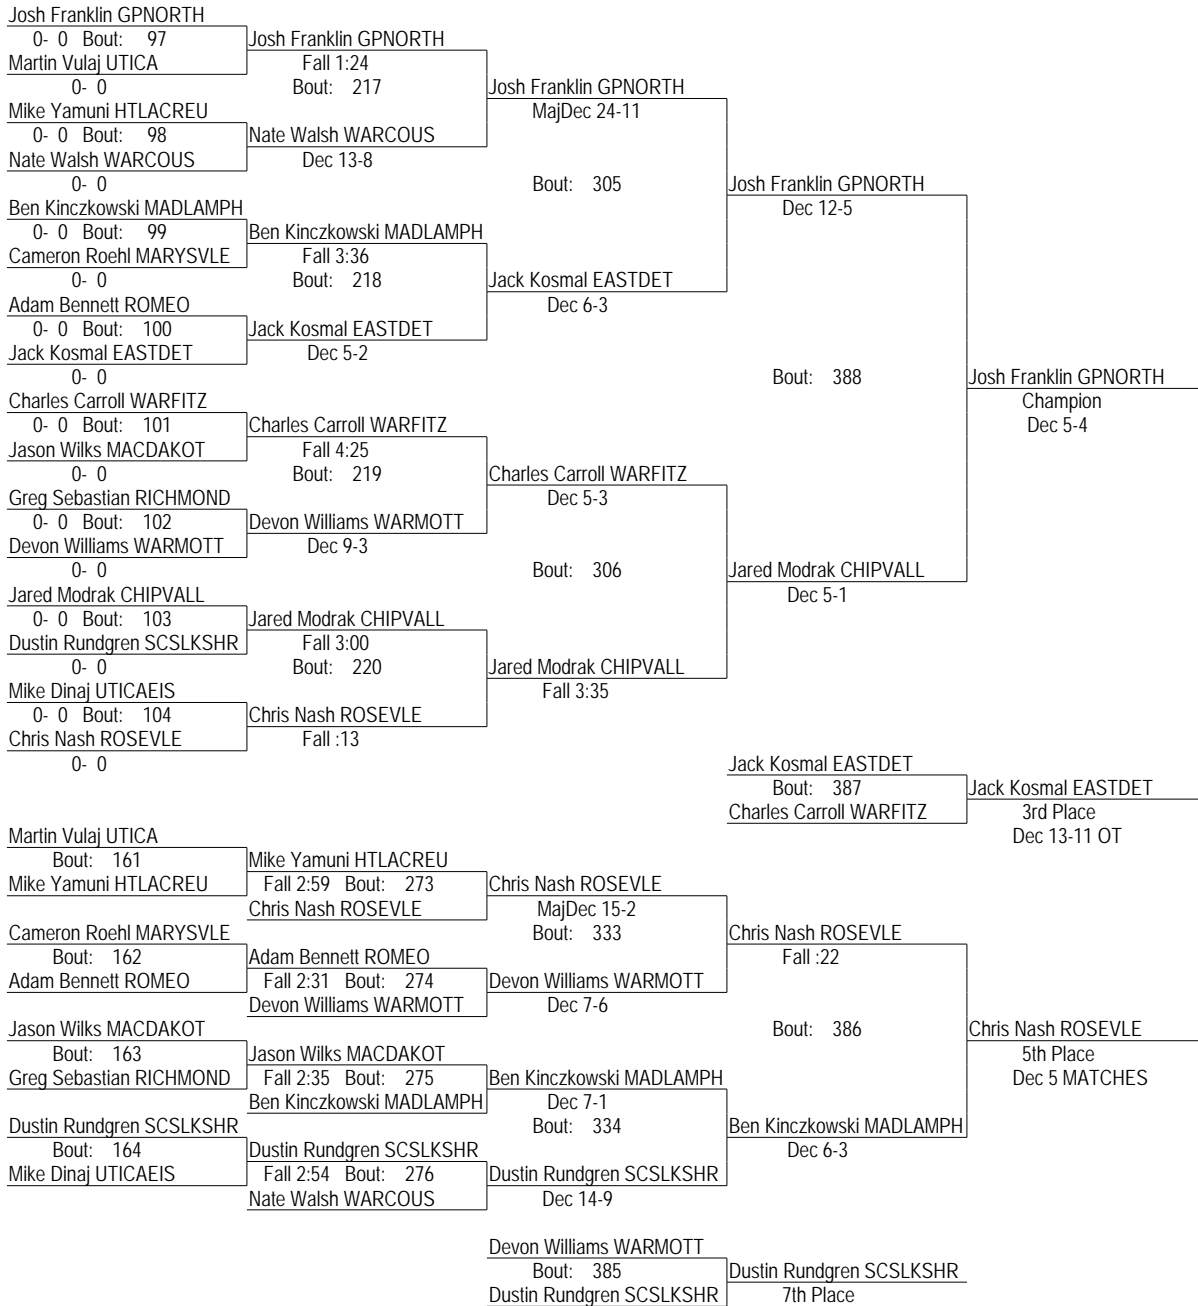 Josh Franklin GPNORTH
0- 0 Bout: 97 Josh Franklin GPNORTH
Martin Vulaj UTICA Fall 1:24
0- 0 Bout: 217 Josh Franklin GPNORTH
Mike Yamuni HTLACREU MajDec 24-11
0- 0 Bout: 98 Nate Walsh WARCOUS
Nate Walsh WARCOUS Dec 13-8
0- 0 Bout: 305 Josh Franklin GPNORTH
Ben Kinczkowski MADLAMPH Dec 12-5
0- 0 Bout: 99 Ben Kinczkowski MADLAMPH
Cameron Roehl MARYSVLE Fall 3:36
0- 0 Bout: 218 Jack Kosmal EASTDET
Adam Bennett ROMEO Dec 6-3
0- 0 Bout: 100 Jack Kosmal EASTDET
Jack Kosmal EASTDET Dec 5-2
0- 0 Bout: 388 Josh Franklin GPNORTH
Charles Carroll WARFITZ Champion
0- 0 Bout: 101 Charles Carroll WARFITZ Dec 5-4
Jason Wilks MACDAKOT Fall 4:25
0- 0 Bout: 219 Charles Carroll WARFITZ
Greg Sebastian RICHMOND Dec 5-3
0- 0 Bout: 102 Devon Williams WARMOTT
Devon Williams WARMOTT Dec 9-3
0- 0 Bout: 306 Jared Modrak CHIPVALL
Jared Modrak CHIPVALL Dec 5-1
0- 0 Bout: 103 Jared Modrak CHIPVALL
Dustin Rundgren SCSLKSHR Fall 3:00
0- 0 Bout: 220 Jared Modrak CHIPVALL
Mike Dinaj UTICAEIS Fall 3:35
0- 0 Bout: 104 Chris Nash ROSEVLE
Chris Nash ROSEVLE Fall :13
0- 0 Jack Kosmal EASTDET
Bout: 387 Jack Kosmal EASTDET
Charles Carroll WARFITZ 3rd Place
Martin Vulaj UTICA Dec 13-11 OT
Bout: 161 Mike Yamuni HTLACREU
Mike Yamuni HTLACREU Fall 2:59 Bout: 273 Chris Nash ROSEVLE
Chris Nash ROSEVLE MajDec 15-2
Cameron Roehl MARYSVLE Bout: 333 Chris Nash ROSEVLE
Bout: 162 Adam Bennett ROMEO Fall :22
Adam Bennett ROMEO Fall 2:31 Bout: 274 Devon Williams WARMOTT
Devon Williams WARMOTT Dec 7-6
Jason Wilks MACDAKOT Bout: 386 Chris Nash ROSEVLE
Bout: 163 Jason Wilks MACDAKOT 5th Place
Greg Sebastian RICHMOND Fall 2:35 Bout: 275 Ben Kinczkowski MADLAMPH Dec 5 MATCHES
Ben Kinczkowski MADLAMPH Dec 7-1
Dustin Rundgren SCSLKSHR Bout: 334 Ben Kinczkowski MADLAMPH
Bout: 164 Dustin Rundgren SCSLKSHR Dec 6-3
Mike Dinaj UTICAEIS Fall 2:54 Bout: 276 Dustin Rundgren SCSLKSHR
Nate Walsh WARCOUS Dec 14-9
Devon Williams WARMOTT
Bout: 385 Dustin Rundgren SCSLKSHR
Dustin Rundgren SCSLKSHR 7th Place